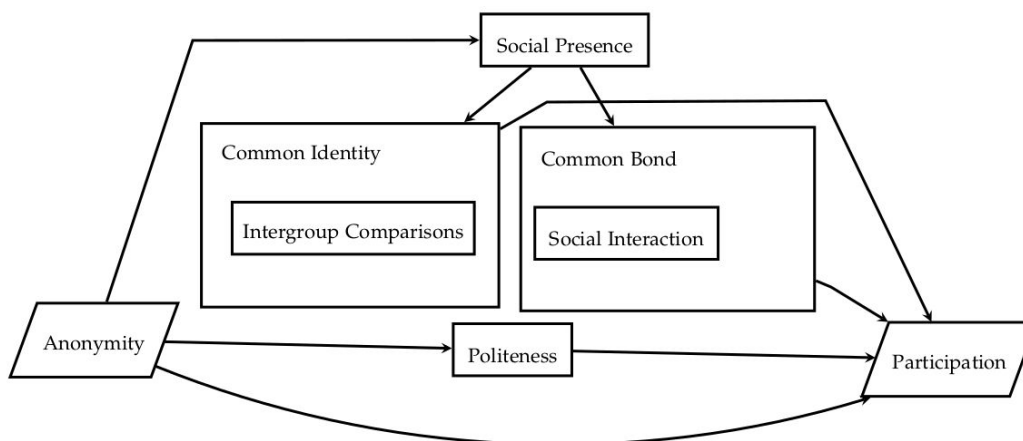 Social Presence
Common Identity
Common Bond
Intergroup Comparisons
Social Interaction
Anonymity
Politeness
Participation